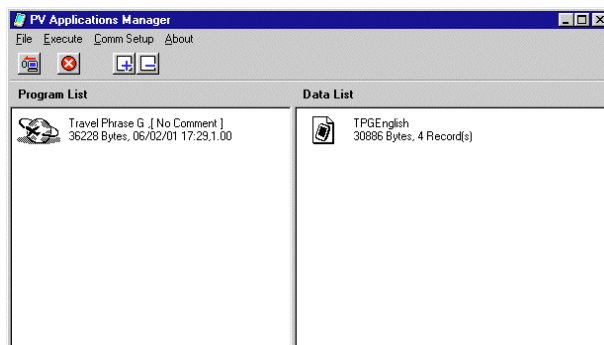 PV Applications Manager
File Execute Comm Setup About
Program List
Data List
Travel Phrase G ,[ No Comment ]
36228 Bytes, 06/02/01 17:29,1.00
TPGEnglish
30886 Bytes, 4 Record(s)